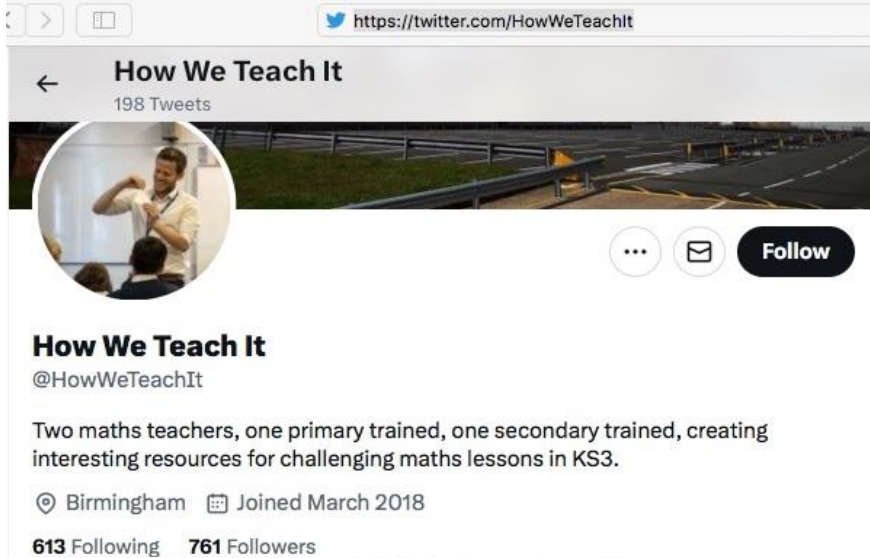 https://twitter.com/HowWeTeachIt
How We Teach It
198 Tweets
Follow
How We Teach It
@HowWeTeachIt
Two maths teachers, one primary trained, one secondary trained, creating
interesting resources for challenging maths lessons in KS3.
Birmingham Joined March 2018
613 Following 761 Followers